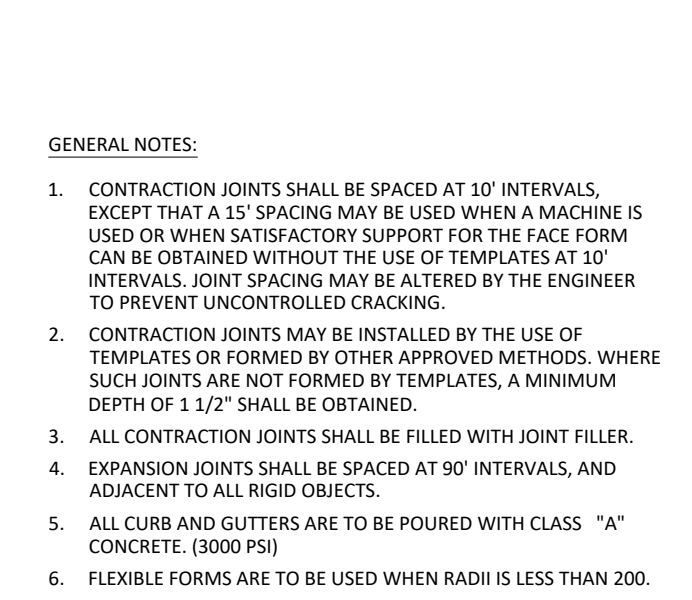 GENERAL NOTES:
1. CONTRACTION JOINTS SHALL BE SPACED AT 10' INTERVALS,
EXCEPT THAT A 15' SPACING MAY BE USED WHEN A MACHINE IS
USED OR WHEN SATISFACTORY SUPPORT FOR THE FACE FORM
CAN BE OBTAINED WITHOUT THE USE OF TEMPLATES AT 10'
INTERVALS. JOINT SPACING MAY BE ALTERED BY THE ENGINEER
TO PREVENT UNCONTROLLED CRACKING.
2. CONTRACTION JOINTS MAY BE INSTALLED BY THE USE OF
TEMPLATES OR FORMED BY OTHER APPROVED METHODS. WHERE
SUCH JOINTS ARE NOT FORMED BY TEMPLATES, A MINIMUM
DEPTH OF 1 1/2" SHALL BE OBTAINED.
3. ALL CONTRACTION JOINTS SHALL BE FILLED WITH JOINT FILLER.
4. EXPANSION JOINTS SHALL BE SPACED AT 90' INTERVALS, AND
ADJACENT TO ALL RIGID OBJECTS.
5. ALL CURB AND GUTTERS ARE TO BE POURED WITH CLASS "A"
CONCRETE. (3000 PSI)
6. FLEXIBLE FORMS ARE TO BE USED WHEN RADII IS LESS THAN 200.